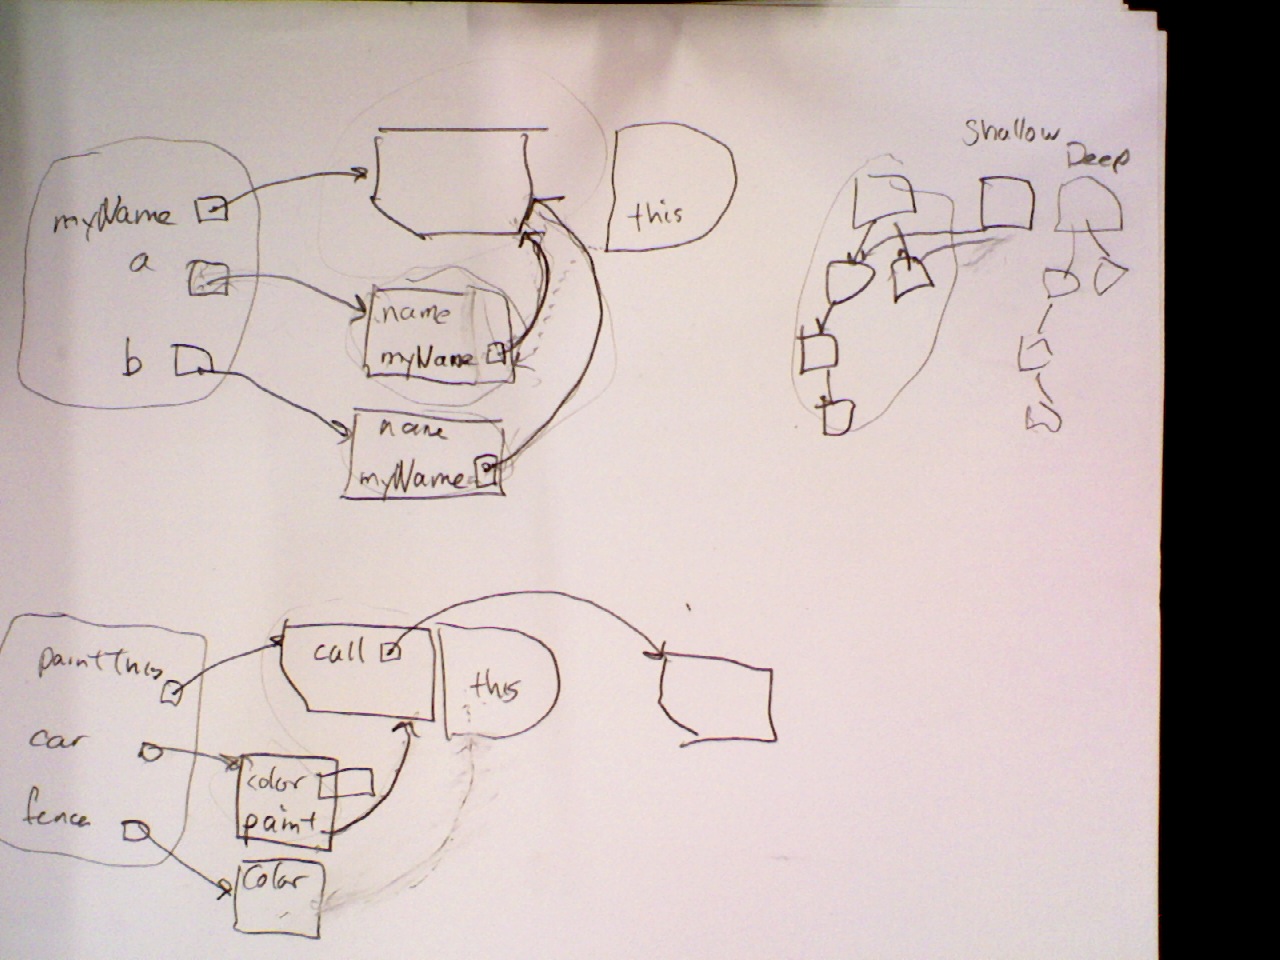 myName
a
b
this
name
myName
name
myName
Shallow
Deep
paintThis
car
fence
call
this
color
paint
Color